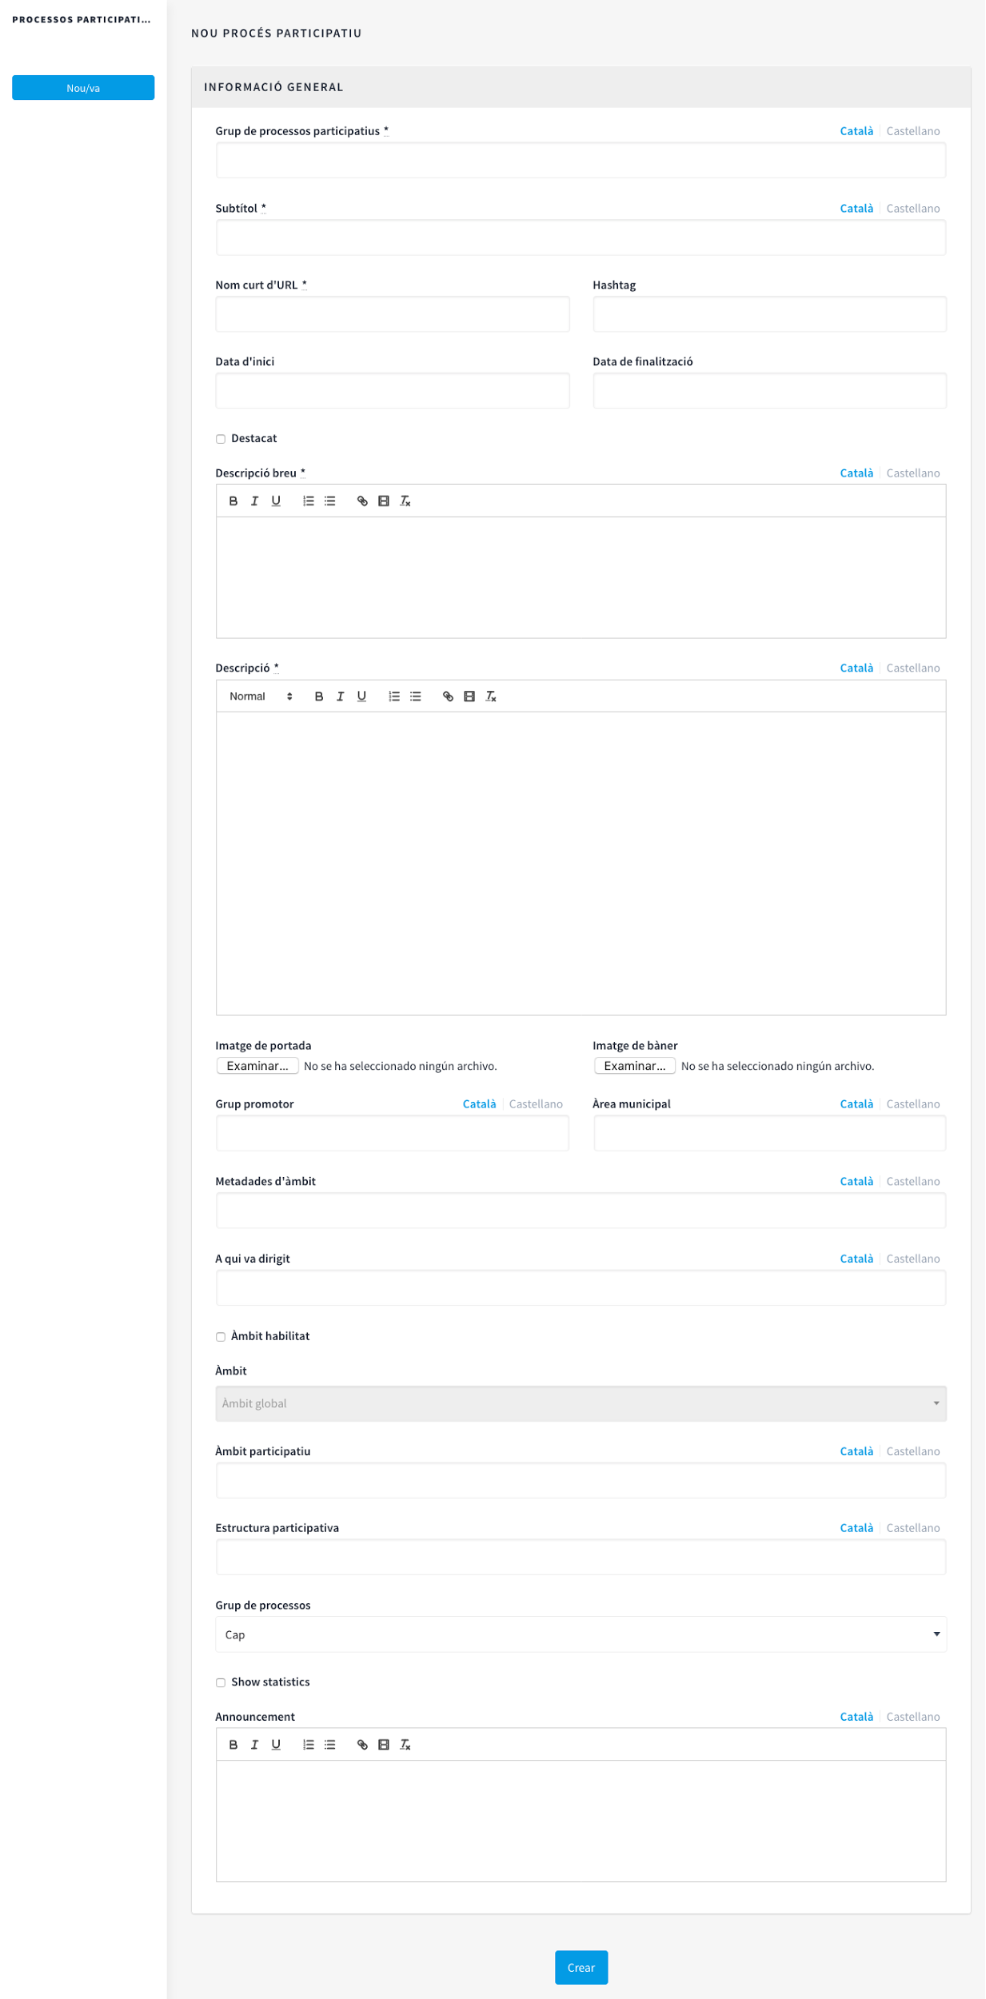 PROCESSOS PARTICIPATI...
Nou/va
NOU PROCÉS PARTICIPATIU
INFORMACIÓ GENERAL
Grup de processos participatius * Català Castellano
Subtítol * Català Castellano
Nom curt d'URL * Hashtag
Data d'inici Data de finalització
Destacat
Descripció breu * Català Castellano
B I U
Descripció * Català Castellano
Normal B I U
Imatge de portada Imatge de bàner
Examinar... No se ha seleccionado ningún archivo. Examinar... No se ha seleccionado ningún archivo.
Grup promotor Català Castellano Àrea municipal Català Castellano
Metadades d'àmbit Català Castellano
A qui va dirigit Català Castellano
Àmbit habilitat
Àmbit
Àmbit global
Àmbit participatiu Català Castellano
Estructura participativa Català Castellano
Grup de processos
Cap
Show statistics
Announcement Català Castellano
B I U
Crear